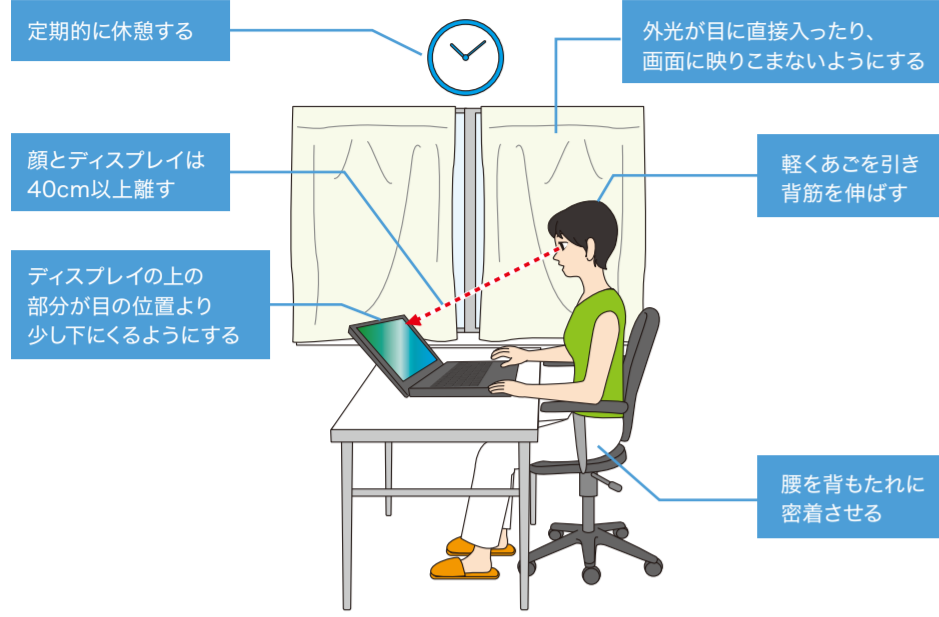 定期的に休憩する
外光が目に直接入ったり、
画面に映りこまないようにする
顔とディスプレイは
40cm以上離す
軽くあごを引き
背筋を伸ばす
ディスプレイの上の
部分が目の位置より
少し下にくるようにする
腰を背もたれに
密着させる